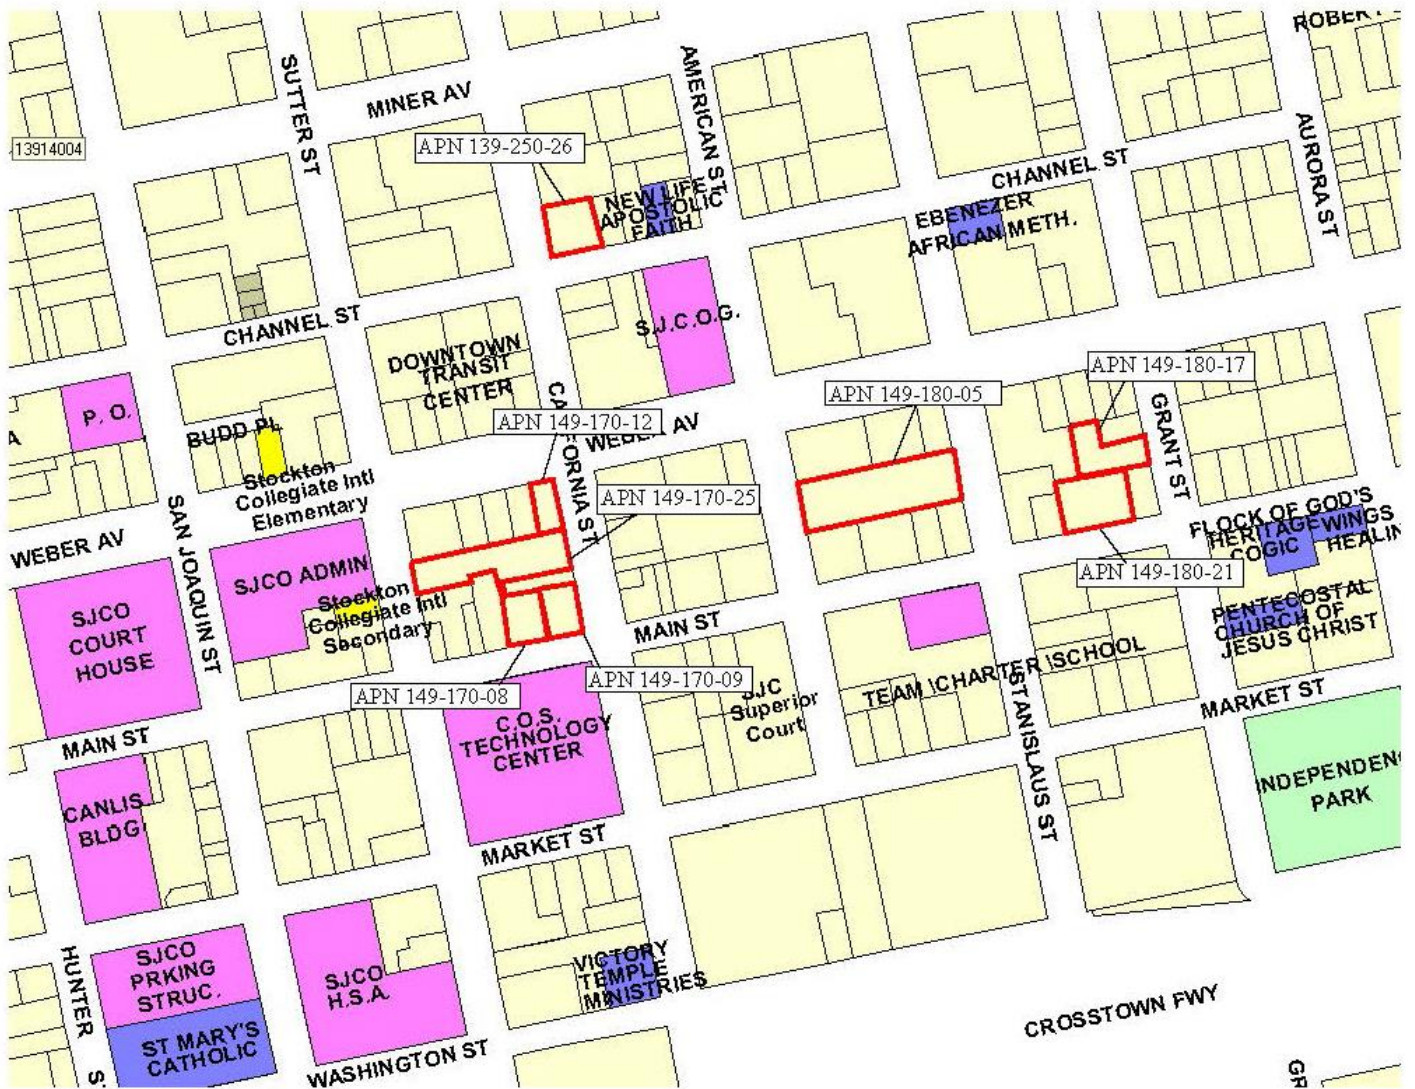 ROBERT
SUTTER ST
MINER AV
AMERICAN ST
AURORA ST
13914004
APN 139-250-26
CHANNEL ST
NEW LIFE
APOSTOLIC
FAITH
EBENEZER
AFRICAN METH.
CHANNEL ST
S.J.C.O.G.
DOWNTOWN
TRANSIT
CENTER
APN 149-180-17
APN 149-180-05
CALIFORNIA ST
GRANT ST
P. O.
A
BUDD PL
APN 149-170-12
WEBER AV
Stockton
Collegiate Intl
Elementary
APN 149-170-25
SAN JOAQUIN ST
WEBER AV
FLOCK OF GOD'S
HERITAGE WINGS
COGIC HEALIN
SJCO ADMIN
APN 149-180-21
Stockton
Collegiate Intl
Secondary
SJCO
COURT
HOUSE
MAIN ST
PENTECOSTAL
CHURCH OF
JESUS CHRIST
TEAM CHARTER SCHOOL
APN 149-170-09
APN 149-170-08
SJC
Superior
Court
STANISLAUS ST
MARKET ST
C.O.S.
TECHNOLOGY
CENTER
MAIN ST
INDEPENDEN
PARK
CANLIS
BLDG
MARKET ST
HUNTER S
SJCO
PRKING
STRUC.
SJCO
H.S.A.
VICTORY
TEMPLE
MINISTRIES
CROSSTOWN FWY
ST MARY'S
CATHOLIC
WASHINGTON ST
GR